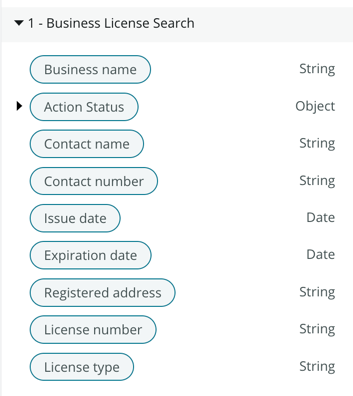 1 - Business License Search
Business name String
Action Status Object
Contact name String
Contact number String
Issue date Date
Expiration date Date
Registered address String
License number String
License type String